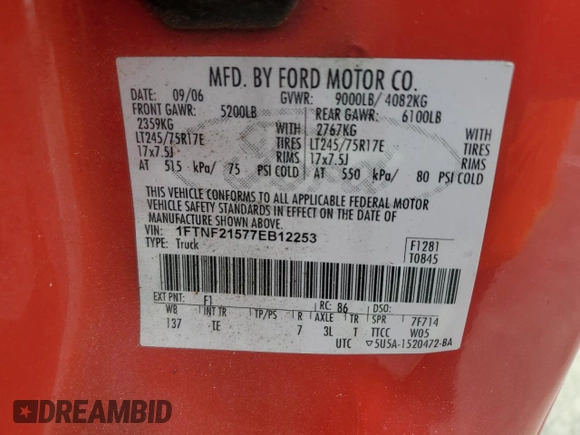 MFD. BY FORD MOTOR CO.
DATE: 09/06 GVWR: 9000LB/ 4082KG
FRONT GAWR: 5200LB REAR GAWR: 6100LB
2359KG WITH 2767KG WITH
LT245/75R17E TIRES LT245/75R17E TIRES
17x7.5J RIMS 17x7.5J RIMS
AT 515 kPa/ 75 PSI COLD AT 550 kPa/ 80 PSI COLD
THIS VEHICLE CONFORMS TO ALL APPLICABLE FEDERAL MOTOR
VEHICLE SAFETY STANDARDS IN EFFECT ON THE DATE OF
MANUFACTURE SHOWN ABOVE.
VIN: 1FTNF21577EB12253
TYPE: Truck
F1281
T0845
EXT PNT: F1 RC: 86 DSO:
WB INT TR TP/PS R AXLE TR SPR 7F714
137 TE 7 3L T TTCC W05
UTC ▽5U5A-1520472-BA
DREAMBID